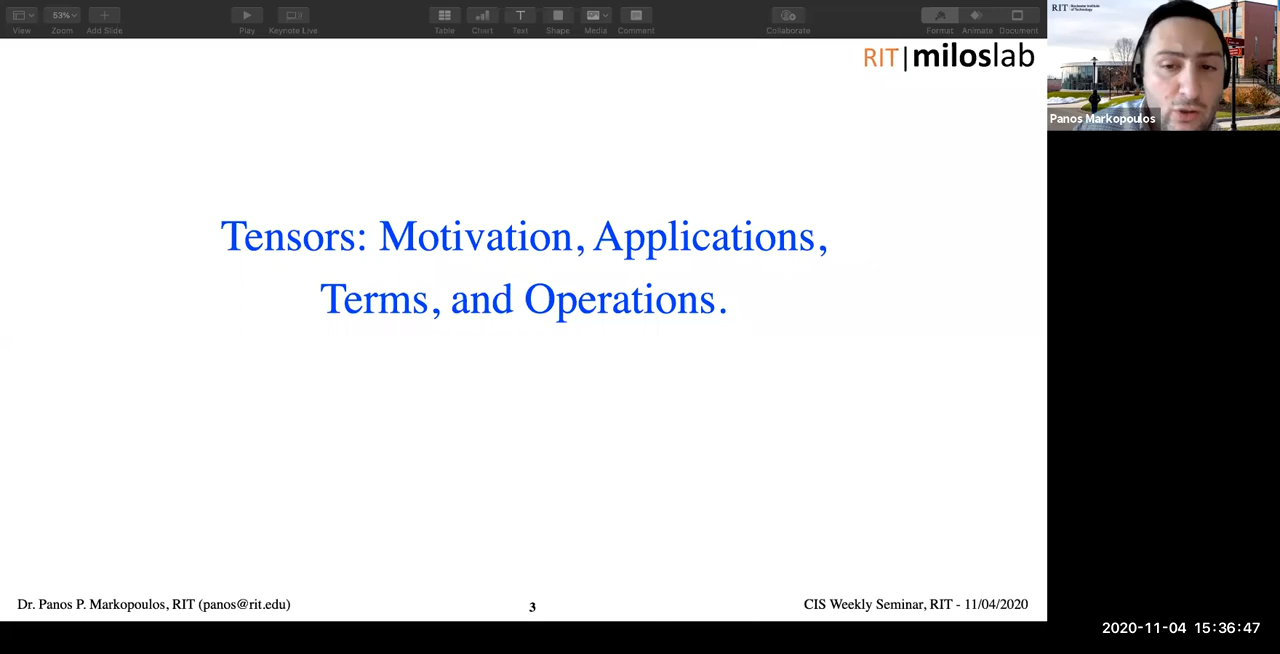 View
53%
Zoom
Add Slide
Play
Keynote Live
Table
Chart
Text
Shape
Media
Comment
Collaborate
Format
Animate
Document
RIT | miloslab
RIT
Panos Markopoulos
Tensors: Motivation, Applications,
Terms, and Operations.
Dr. Panos P. Markopoulos, RIT (panos@rit.edu)
3
CIS Weekly Seminar, RIT - 11/04/2020
2020-11-04 15:36:47